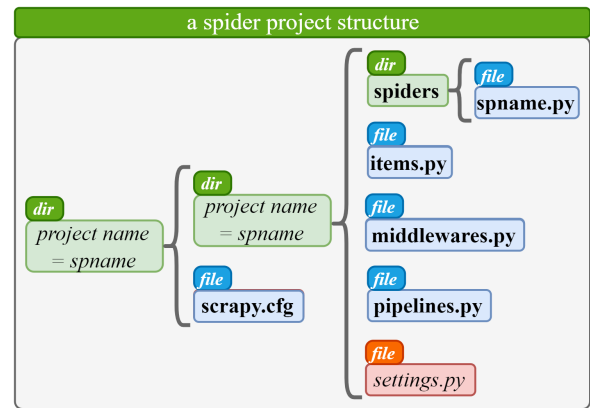 a spider project structure
dir
spiders
file
spname.py
file
items.py
dir
project name
= spname
dir
project name
= spname
file
middlewares.py
file
scrapy.cfg
file
pipelines.py
file
settings.py